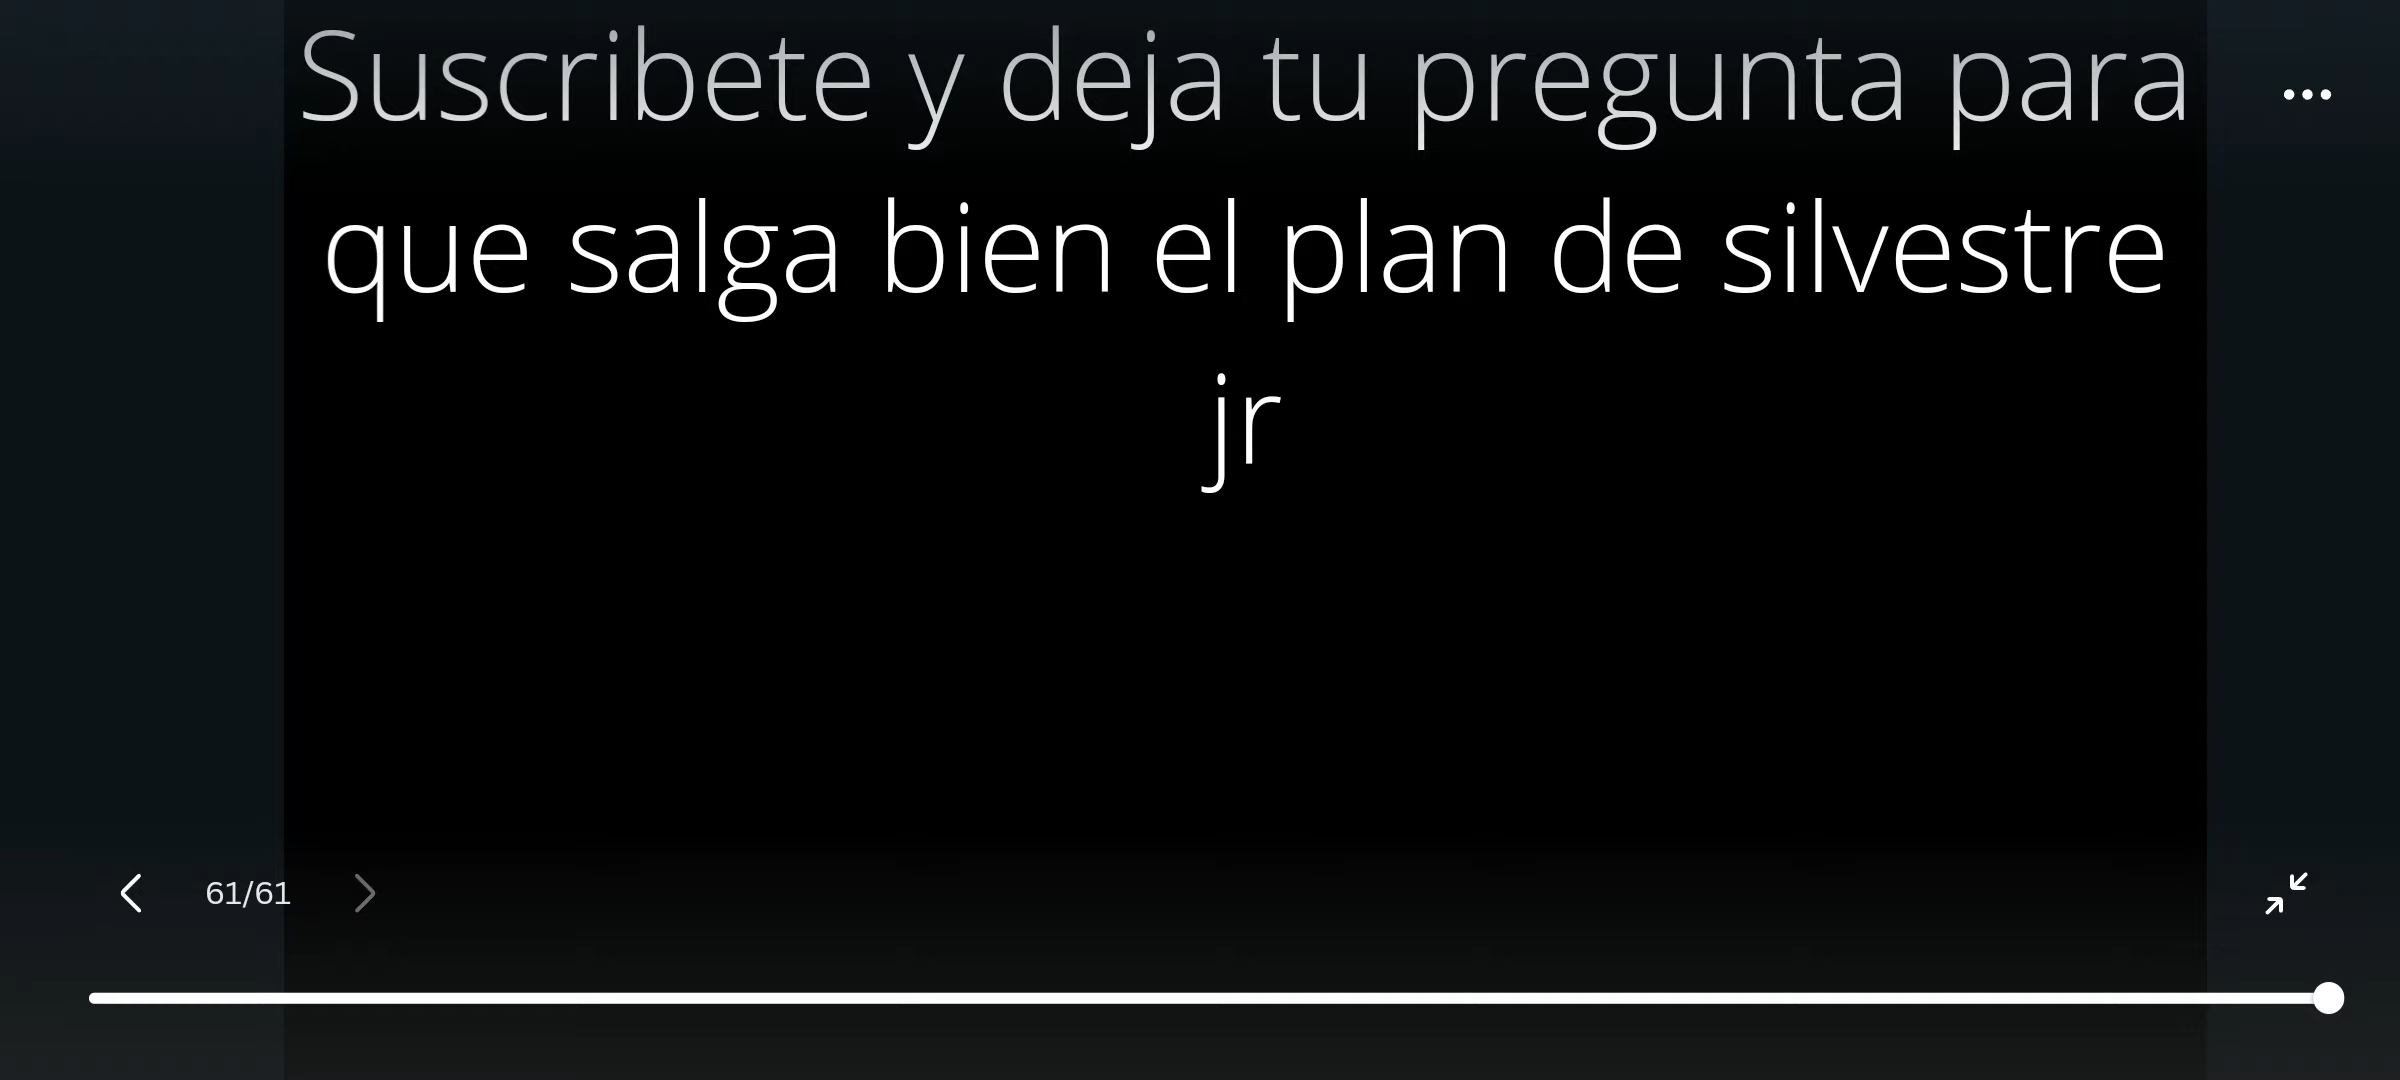 Suscribete y deja tu pregunta para
que salga bien el plan de silvestre
jr
61/61